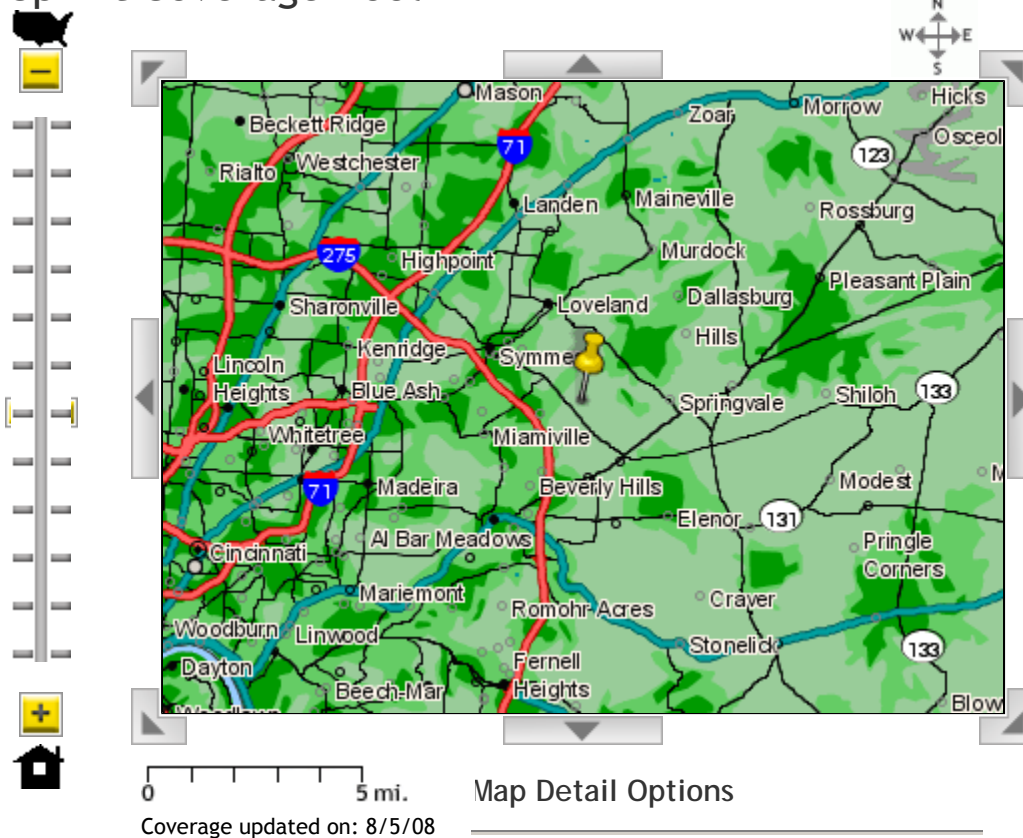 N
W E
S
Mason
Hicks
Zoar
Morrow
Beckett Ridge
Osceol
71
123
Westchester
Rialto
Landen
Maineville
Rossburg
275
Highpoint
Murdock
Pleasant Plain
Sharonville
Loveland
Dallasburg
Hills
Kenridge
Symme
Lincoln
Heights
Blue Ash
Springvale
Shiloh
133
Whitetree
Miamiville
71
Madeira
Beverly Hills
Modest
M
Elenor
131
Al Bar Meadows
Pringle
Corners
Cincinnati
Mariemont
Craver
Romohr Acres
Woodburn
Linwood
Stonelick
133
Dayton
Fernell
Heights
Beech-Mar
Blow
0 5 mi.
Map Detail Options
Coverage updated on: 8/5/08